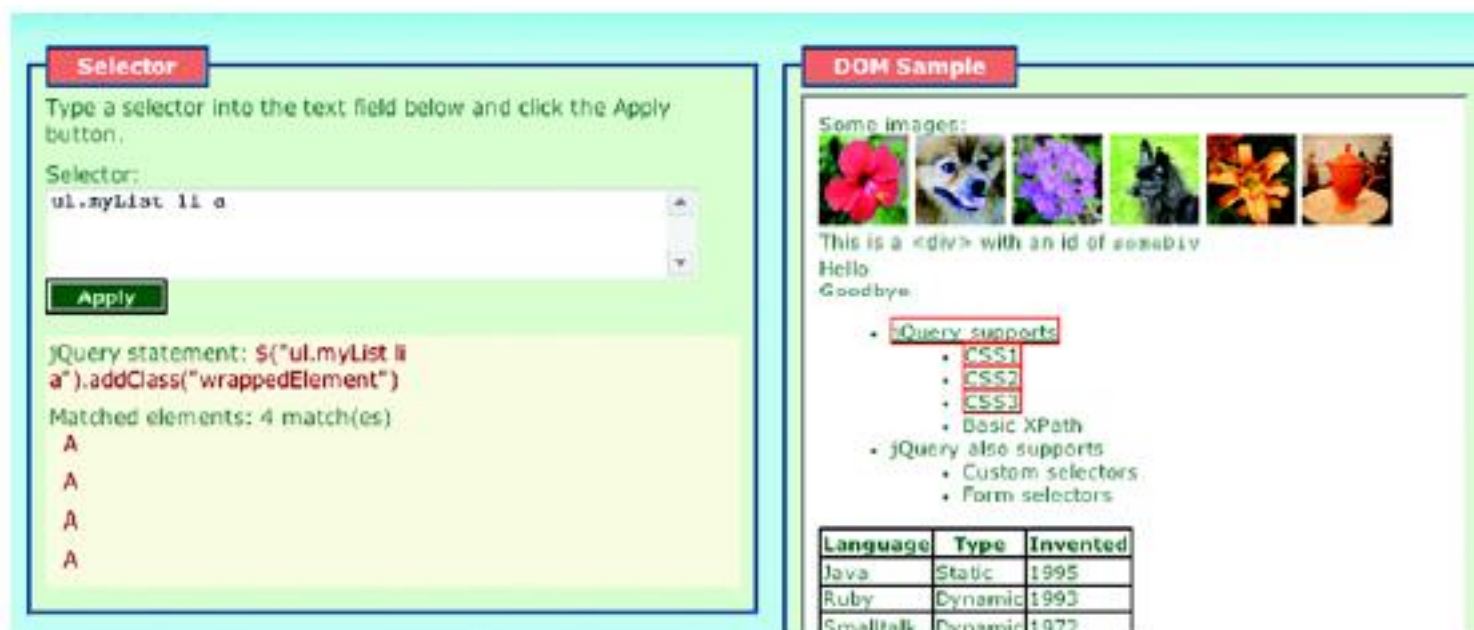 Selector
Type a selector into the text field below and click the Apply
button.
Selector:
ul.myList li a
Apply
jQuery statement: $("ul.myList li
a").addClass("wrappedElement")
Matched elements: 4 match(es)
A
A
A
A
DOM Sample
Some images:
This is a <div> with an id of someDiv
Hello
Goodbye
jQuery supports
CSS1
CSS2
CSS3
Basic XPath
jQuery also supports
Custom selectors
Form selectors
Language Type Invented
Java Static 1995
Ruby Dynamic 1993
Smalltalk Dynamic 1972